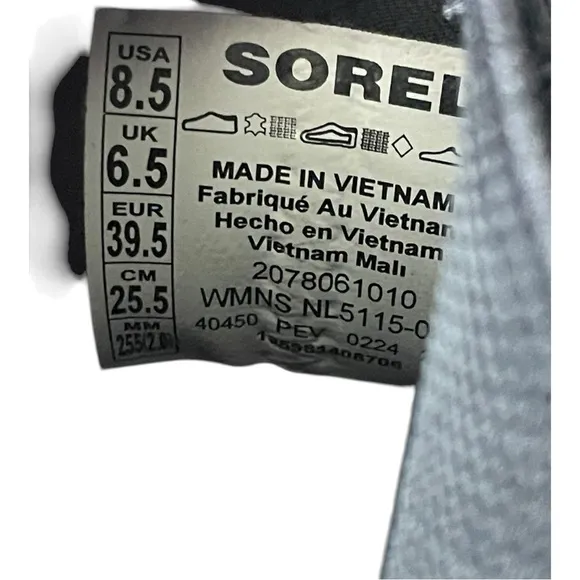 USA
8.5
UK
6.5
EUR
39.5
CM
25.5
MM
SOREL
MADE IN VIETNAM
Fabriqué Au Vietnam
Hecho en Vietnam
Vietnam Malı
2078061010
WMNS NL5115-0
40450 PEV 0224